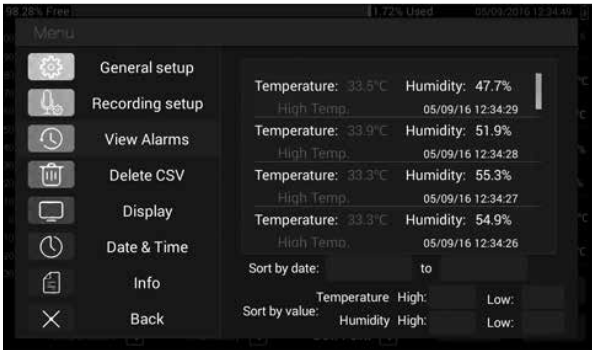 98.28% Free 1.72% Used 05/09/2016 12:34:49
Menu
General setup
Recording setup
View Alarms
Delete CSV
Display
Date & Time
Info
Back
Temperature: 33.5°C Humidity: 47.7%
High Temp. 05/09/16 12:34:29
Temperature: 33.9°C Humidity: 51.9%
High Temp. 05/09/16 12:34:28
Temperature: 33.3°C Humidity: 55.3%
High Temp. 05/09/16 12:34:27
Temperature: 33.3°C Humidity: 54.9%
High Temp. 05/09/16 12:34:26
Sort by date: to
Sort by value: Temperature High: Low:
Humidity High: Low: